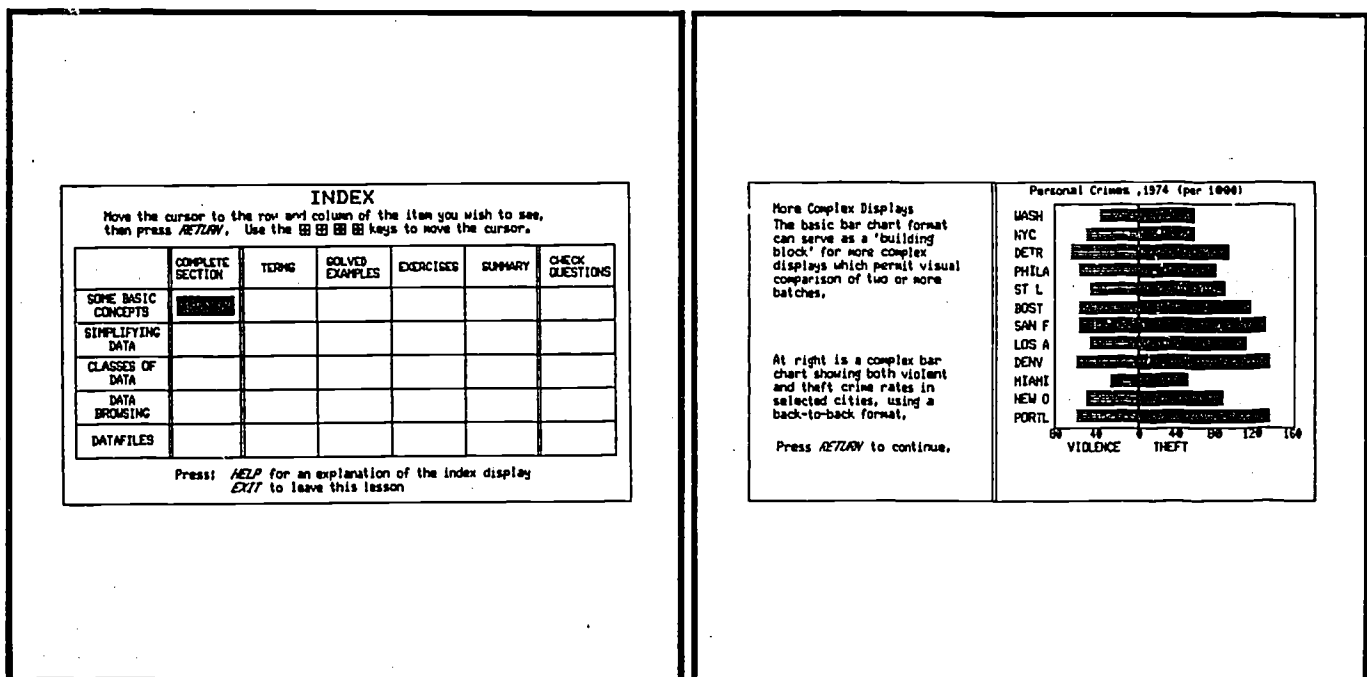 INDEX
Move the cursor to the row and column of the item you wish to see,
then press RETURN. Use the keys to move the cursor.
COMPLETE SECTION TERMS SOLVED EXAMPLES EXERCISES SUMMARY CHECK QUESTIONS
SOME BASIC
CONCEPTS
SIMPLIFYING
DATA
CLASSES OF
DATA
DATA
BROWSING
DATAFILES
Press: HELP for an explanation of the index display
EXIT to leave this lesson
More Complex Displays
The basic bar chart format
can serve as a 'building
block' for more complex
displays which permit visual
comparison of two or more
batches.
At right is a complex bar
chart showing both violent
and theft crime rates in
selected cities, using a
back-to-back format.
Press RETURN to continue.
Personal Crimes ,1974 (per 1000)
WASH
NYC
DETR
PHILA
ST L
BOST
SAN F
LOS A
DENV
MIAMI
NEW O
PORTL
80 40 0 40 80 120 160
VIOLENCE THEFT